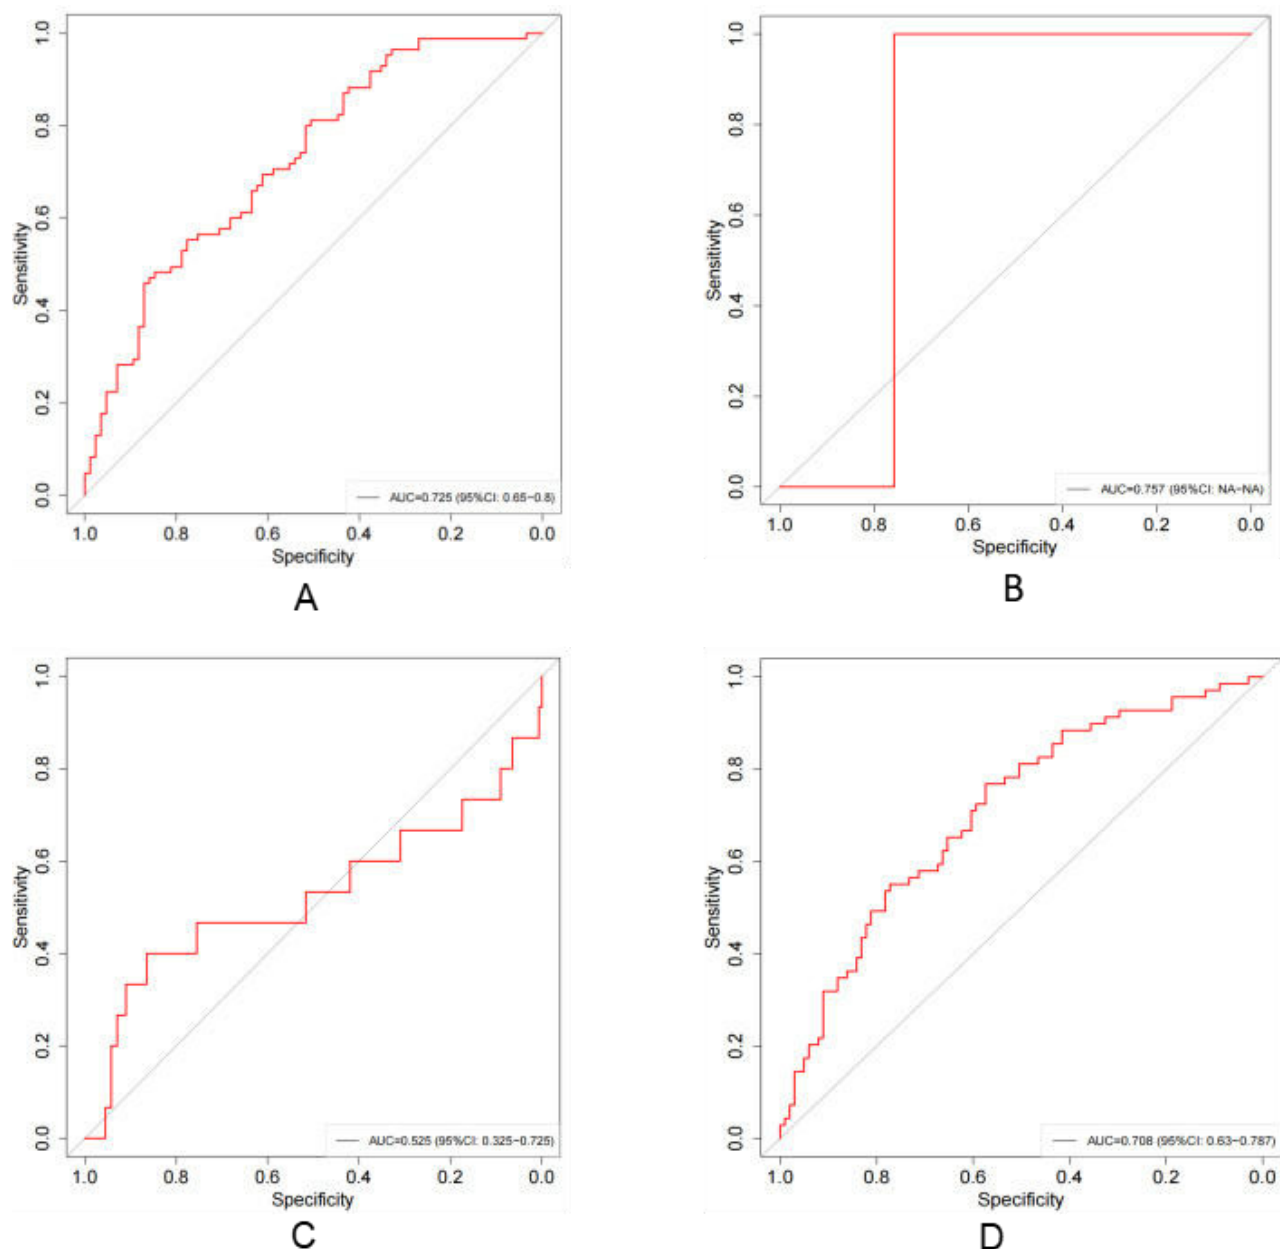 1.0
0.8
0.6
0.4
0.2
0.0
Sensitivity
AUC=0.725 (95%CI: 0.65−0.8)
1.0 0.8 0.6 0.4 0.2 0.0
Specificity
A
1.0
0.8
0.6
0.4
0.2
0.0
Sensitivity
AUC=0.757 (95%CI: NA−NA)
1.0 0.8 0.6 0.4 0.2 0.0
Specificity
B
1.0
0.8
0.6
0.4
0.2
0.0
Sensitivity
AUC=0.525 (95%CI: 0.325−0.725)
1.0 0.8 0.6 0.4 0.2 0.0
Specificity
C
1.0
0.8
0.6
0.4
0.2
0.0
Sensitivity
AUC=0.708 (95%CI: 0.63−0.787)
1.0 0.8 0.6 0.4 0.2 0.0
Specificity
D